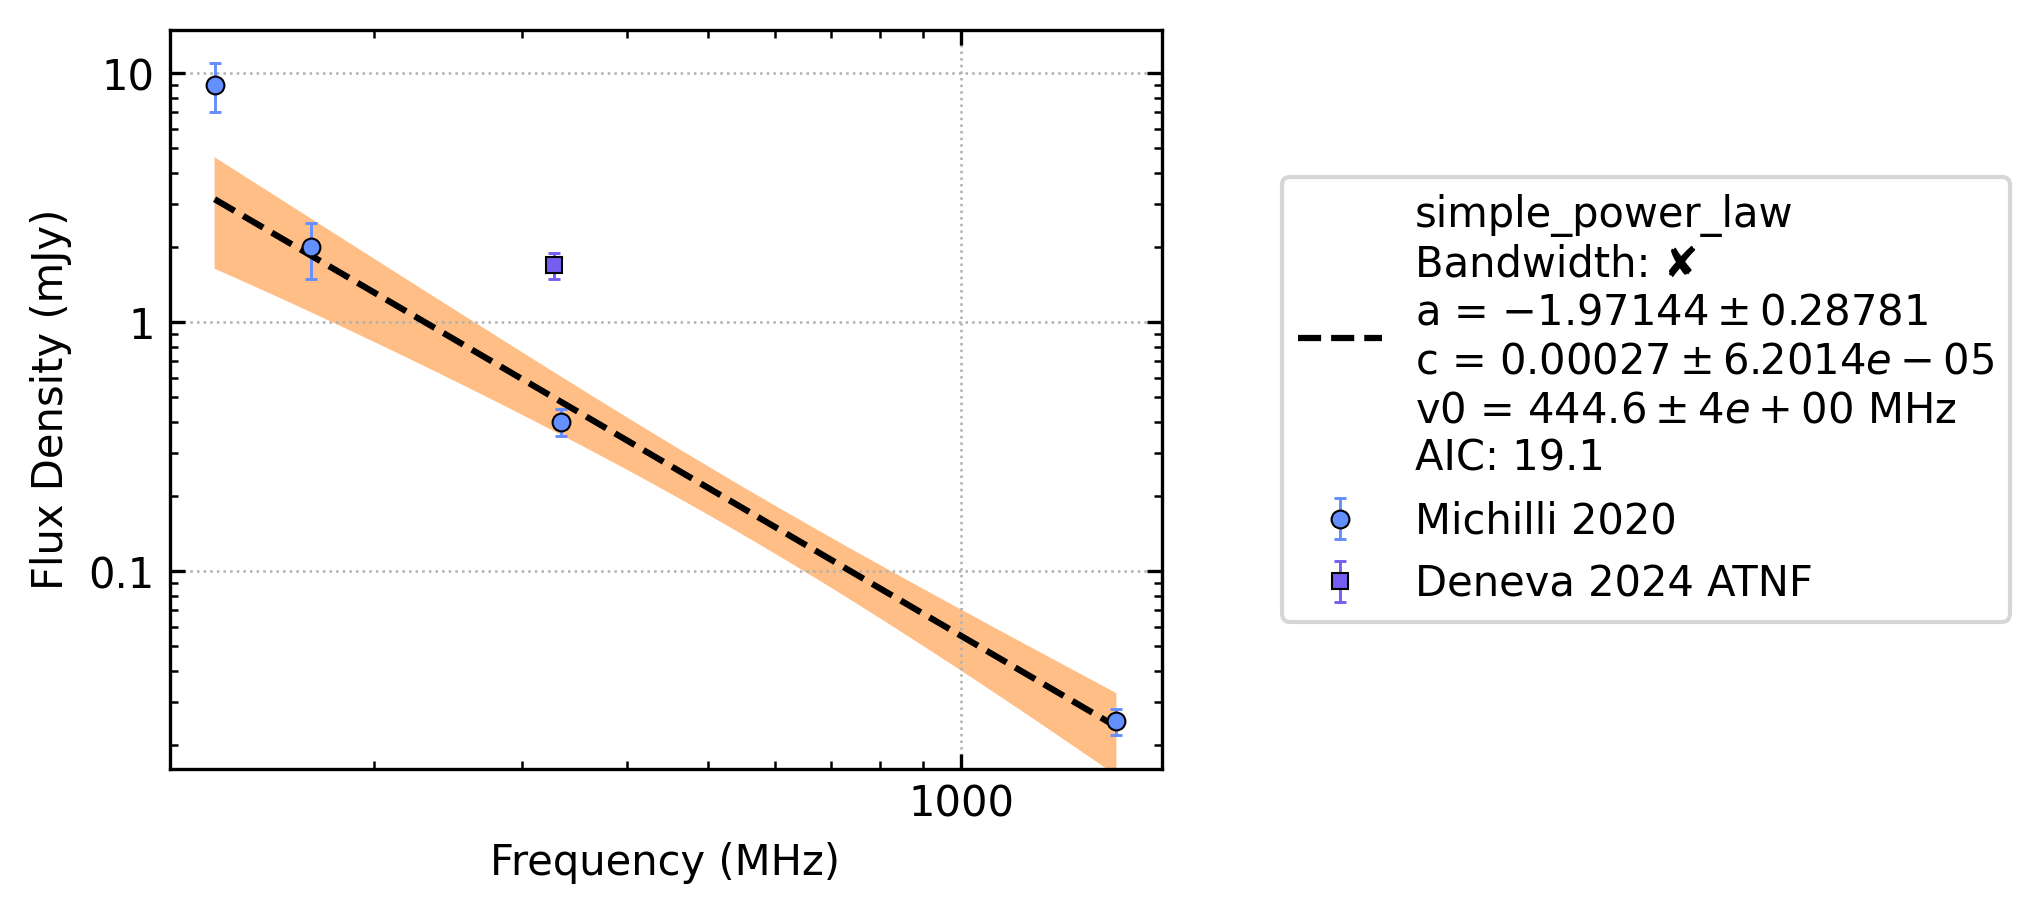 10
1
0.1
Flux Density (mJy)
1000
Frequency (MHz)
simple_power_law
Bandwidth: ✘
a = −1.97144 ± 0.28781
c = 0.00027 ± 6.2014e − 05
v0 = 444.6 ± 4e + 00 MHz
AIC: 19.1
Michilli 2020
Deneva 2024 ATNF